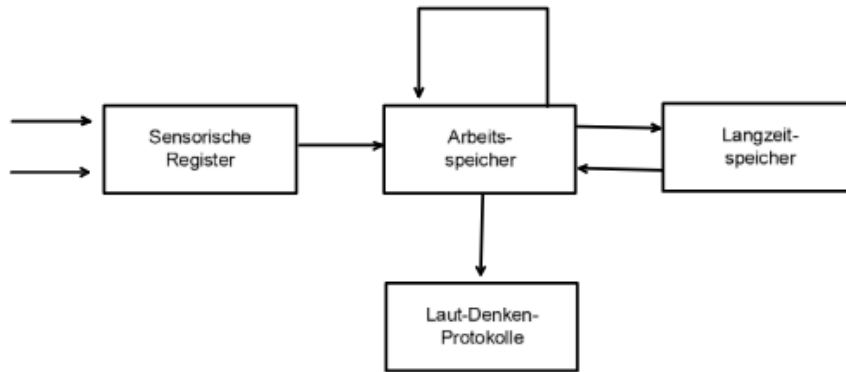 Sensorische
Register
Arbeits-
speicher
Langzeit-
speicher
Laut-Denken-
Protokolle